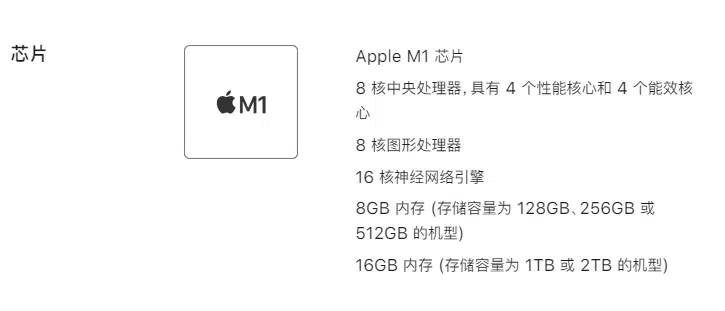 芯片
M1
Apple M1 芯片
8 核中央处理器，具有 4 个性能核心和 4 个能效核
心
8 核图形处理器
16 核神经网络引擎
8GB 内存 (存储容量为 128GB、256GB 或
512GB 的机型)
16GB 内存 (存储容量为 1TB 或 2TB 的机型)